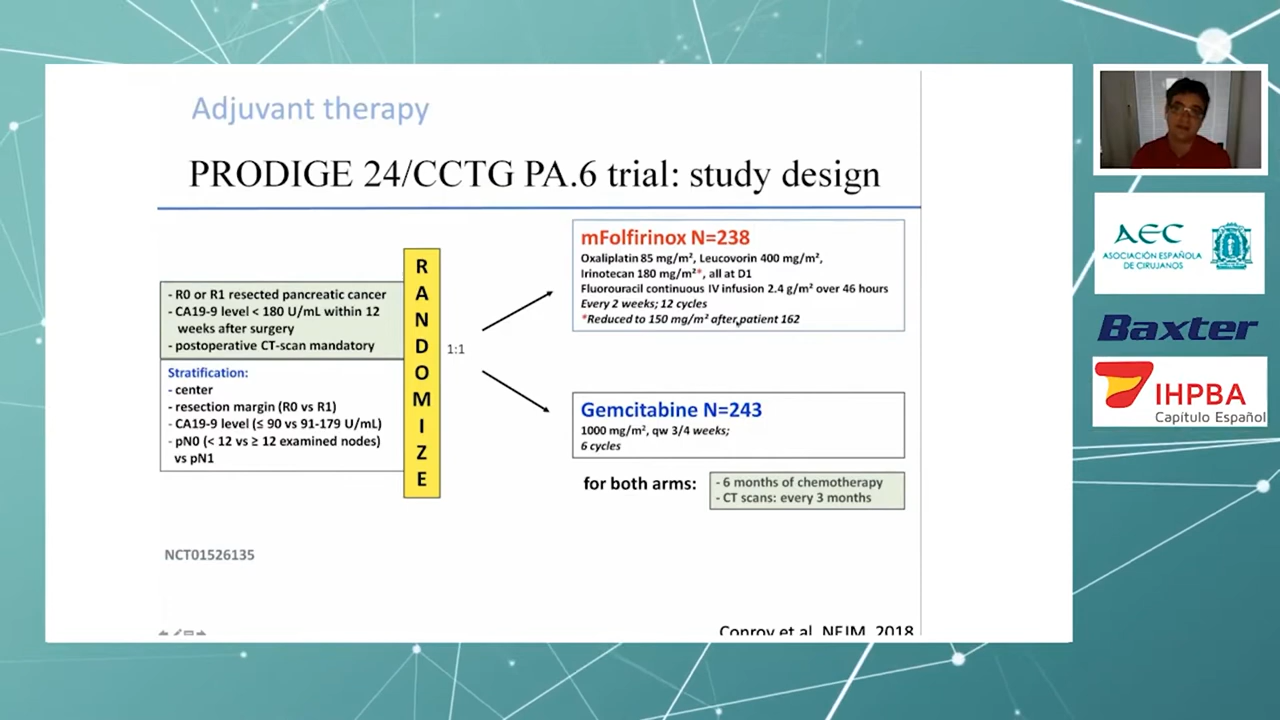 Adjuvant therapy
PRODIGE 24/CCTG PA.6 trial: study design
- R0 or R1 resected pancreatic cancer
- CA19-9 level < 180 U/mL within 12
weeks after surgery
- postoperative CT-scan mandatory
Stratification:
- center
- resection margin (R0 vs R1)
- CA19-9 level (≤ 90 vs 91-179 U/mL)
- pN0 (< 12 vs ≥ 12 examined nodes)
vs pN1
R
A
N
D
O
M
I
Z
E
1:1
mFolfirinox N=238
Oxaliplatin 85 mg/m², Leucovorin 400 mg/m²,
Irinotecan 180 mg/m²*, all at D1
Fluorouracil continuous IV infusion 2.4 g/m² over 46 hours
Every 2 weeks; 12 cycles
*Reduced to 150 mg/m² after patient 162
Gemcitabine N=243
1000 mg/m², qw 3/4 weeks;
6 cycles
for both arms:
- 6 months of chemotherapy
- CT scans: every 3 months
NCT01526135
Conroy et al. NEJM, 2018
AEC
ASOCIACIÓN ESPAÑOLA
DE CIRUJANOS
Baxter
IHPBA
Capítulo Español